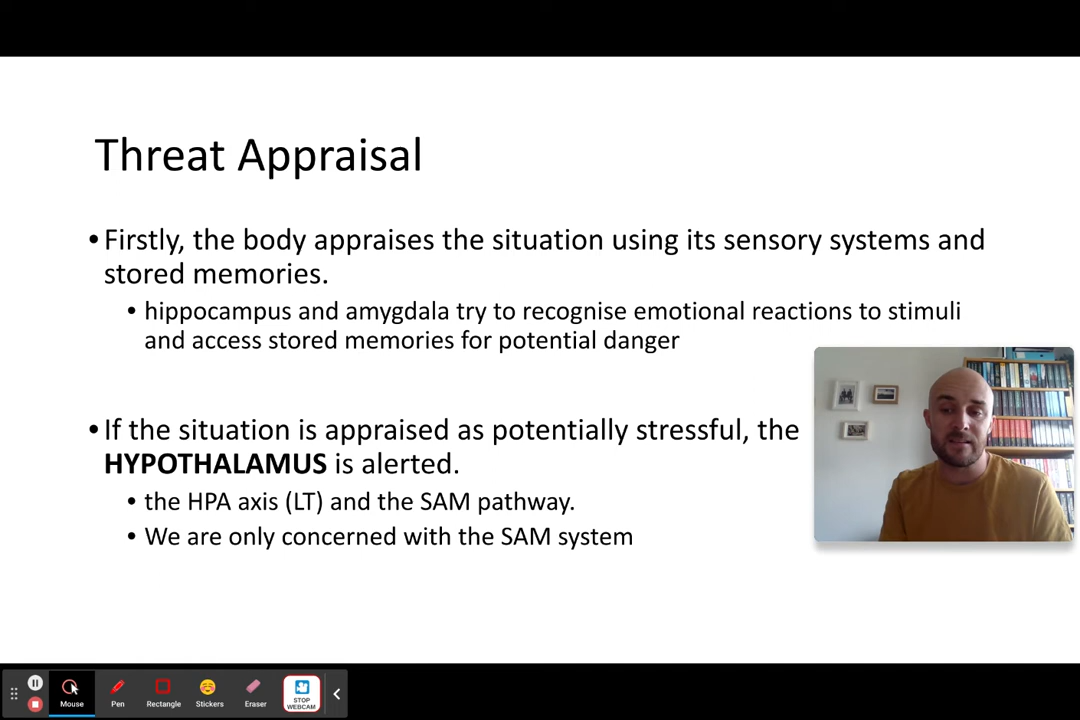 Threat Appraisal
•Firstly, the body appraises the situation using its sensory systems and
stored memories.
• hippocampus and amygdala try to recognise emotional reactions to stimuli
and access stored memories for potential danger
•If the situation is appraised as potentially stressful, the
HYPOTHALAMUS is alerted.
• the HPA axis (LT) and the SAM pathway.
• We are only concerned with the SAM system
Mouse
Pen
Rectangle
Stickers
Eraser
STOP
WEBCAM